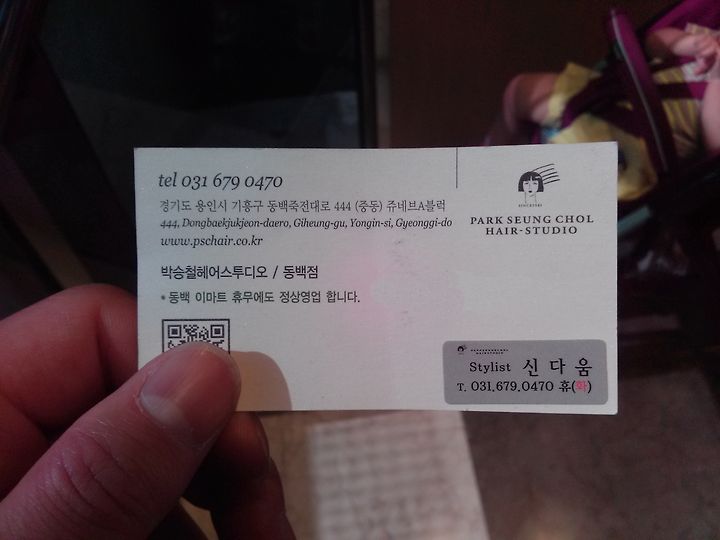 tel 031 679 0470
경기도 용인시 기흥구 동백죽전대로 444 (중동) 쥬네브A블럭
444, Dongbaekjukjeon-daero, Giheung-gu, Yongin-si, Gyeonggi-do
www.pschair.co.kr
박승철헤어스투디오 / 동백점
* 동백 이마트 휴무에도 정상영업 합니다.
PARK SEUNG CHOL
HAIR-STUDIO
Stylist 신다움
T. 031.679.0470 휴(화)